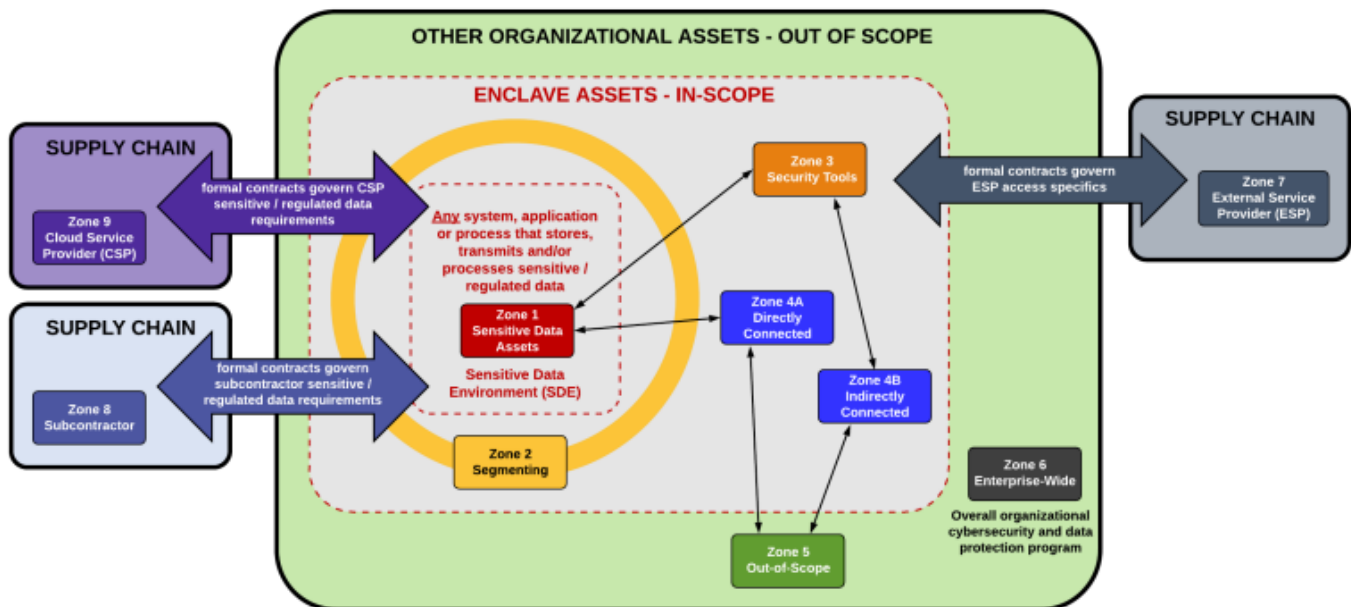 OTHER ORGANIZATIONAL ASSETS - OUT OF SCOPE
ENCLAVE ASSETS - IN-SCOPE
SUPPLY CHAIN
formal contracts govern CSP
sensitive / regulated data
requirements
Zone 9
Cloud Service
Provider (CSP)
SUPPLY CHAIN
formal contracts govern
subcontractor sensitive /
regulated data requirements
Zone 8
Subcontractor
Any system, application
or process that stores,
transmits and/or
processes sensitive /
regulated data
Zone 1
Sensitive Data
Assets
Sensitive Data
Environment (SDE)
Zone 2
Segmenting
Zone 3
Security Tools
Zone 4A
Directly
Connected
Zone 4B
Indirectly
Connected
Zone 5
Out-of-Scope
Zone 6
Enterprise-Wide
Overall organizational
cybersecurity and data
protection program
SUPPLY CHAIN
formal contracts govern
ESP access specifics
Zone 7
External Service
Provider (ESP)